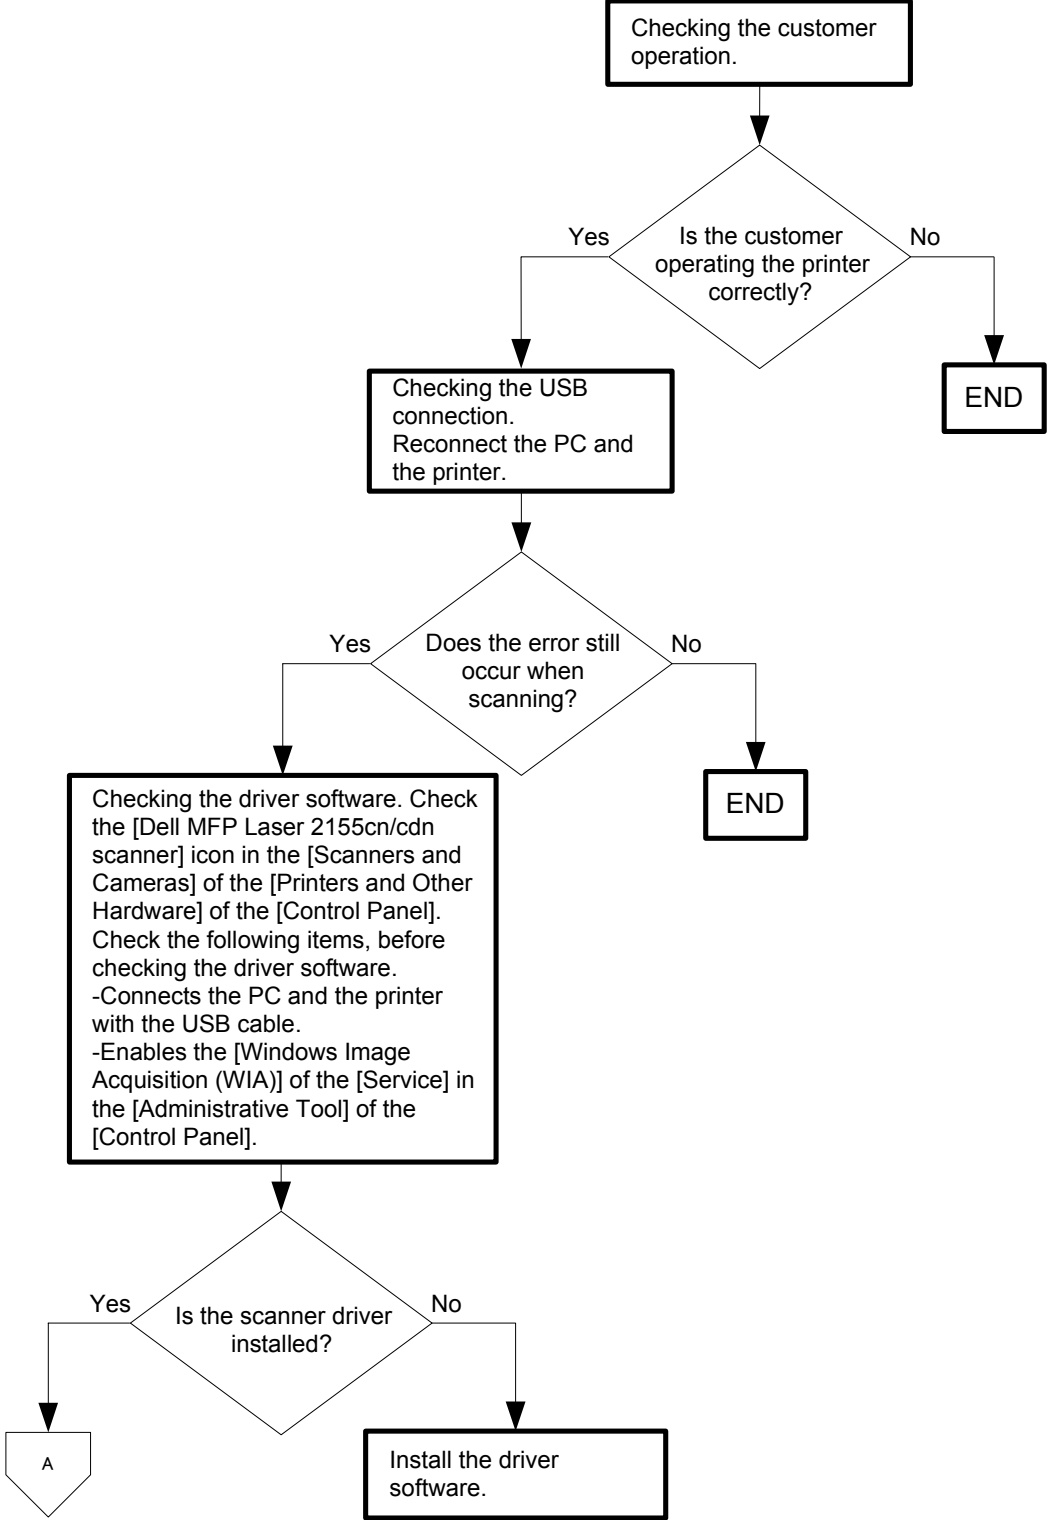 Checking the customer
operation.
Yes
Is the customer
operating the printer
correctly?
No
Checking the USB
connection.
Reconnect the PC and
the printer.
END
Yes
Does the error still
occur when
scanning?
No
Checking the driver software. Check
the [Dell MFP Laser 2155cn/cdn
scanner] icon in the [Scanners and
Cameras] of the [Printers and Other
Hardware] of the [Control Panel].
Check the following items, before
checking the driver software.
-Connects the PC and the printer
with the USB cable.
-Enables the [Windows Image
Acquisition (WIA)] of the [Service] in
the [Administrative Tool] of the
[Control Panel].
END
Yes
Is the scanner driver
installed?
No
A
Install the driver
software.